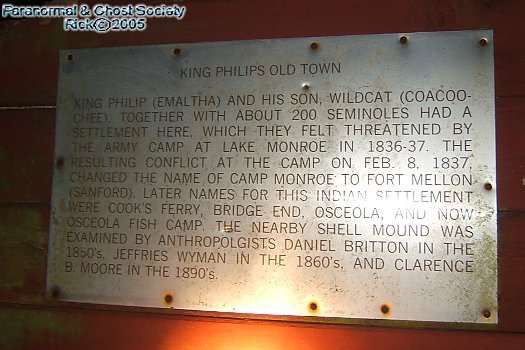 Paranormal & Ghost Society
Rick©2005
KING PHILIPS OLD TOWN
KING PHILIP (EMALTHA) AND HIS SON, WILDCAT (COACOO-
CHEE), TOGETHER WITH ABOUT 200 SEMINOLES HAD A
SETTLEMENT HERE, WHICH THEY FELT THREATENED BY
THE ARMY CAMP AT LAKE MONROE IN 1836-37. THE
RESULTING CONFLICT AT THE CAMP ON FEB. 8, 1837,
CHANGED THE NAME OF CAMP MONROE TO FORT MELLON
(SANFORD). LATER NAMES FOR THIS INDIAN SETTLEMENT
WERE COOK'S FERRY, BRIDGE END, OSCEOLA, AND NOW
OSCEOLA FISH CAMP. THE NEARBY SHELL MOUND WAS
EXAMINED BY ANTHROPOLGISTS DANIEL BRITTON IN THE
1850's, JEFFRIES WYMAN IN THE 1860's, AND CLARENCE
B. MOORE IN THE 1890's.